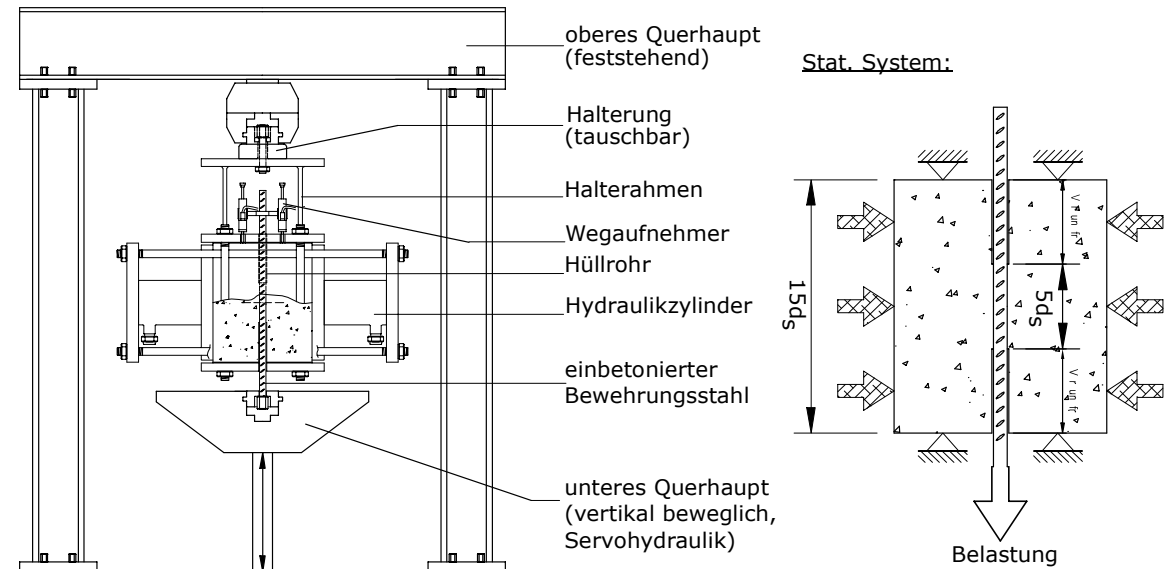 oberes Querhaupt
(feststehend)
Halterung
(tauschbar)
Halterahmen
Wegaufnehmer
Hüllrohr
Hydraulikzylinder
einbetonierter
Bewehrungsstahl
unteres Querhaupt
(vertikal beweglich,
Servohydraulik)
Stat. System:
15ds
5ds
Belastung